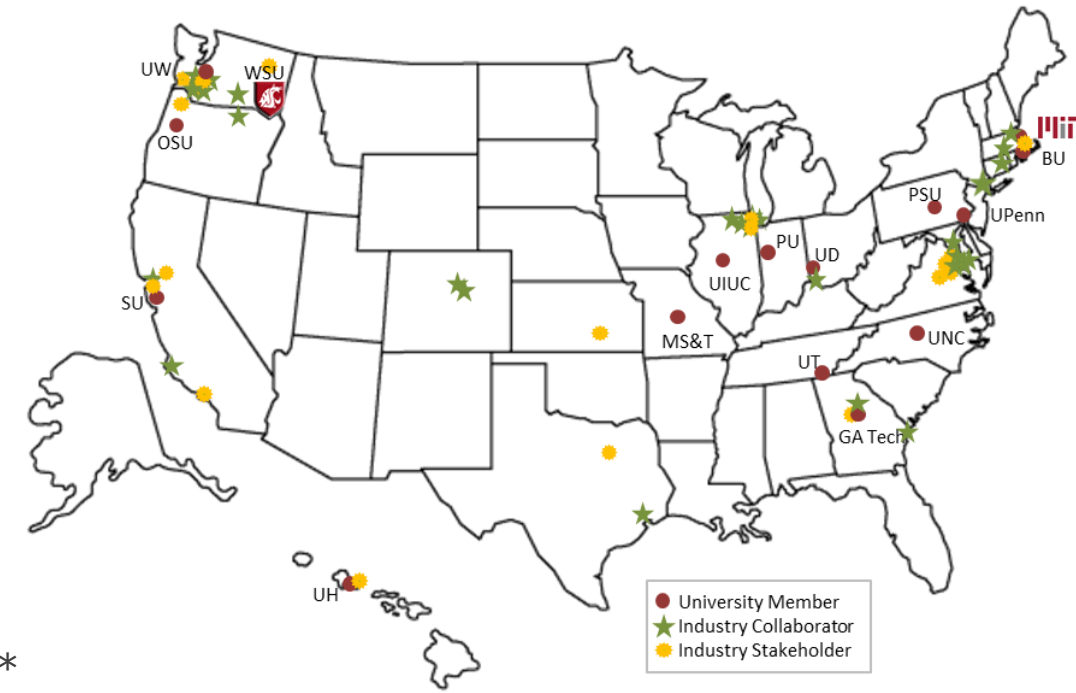 UW
WSU
OSU
MIT
BU
PSU
UPenn
PU
UD
UIUC
SU
MS&T
UNC
UT
GA Tech
UH
University Member
Industry Collaborator
Industry Stakeholder
*